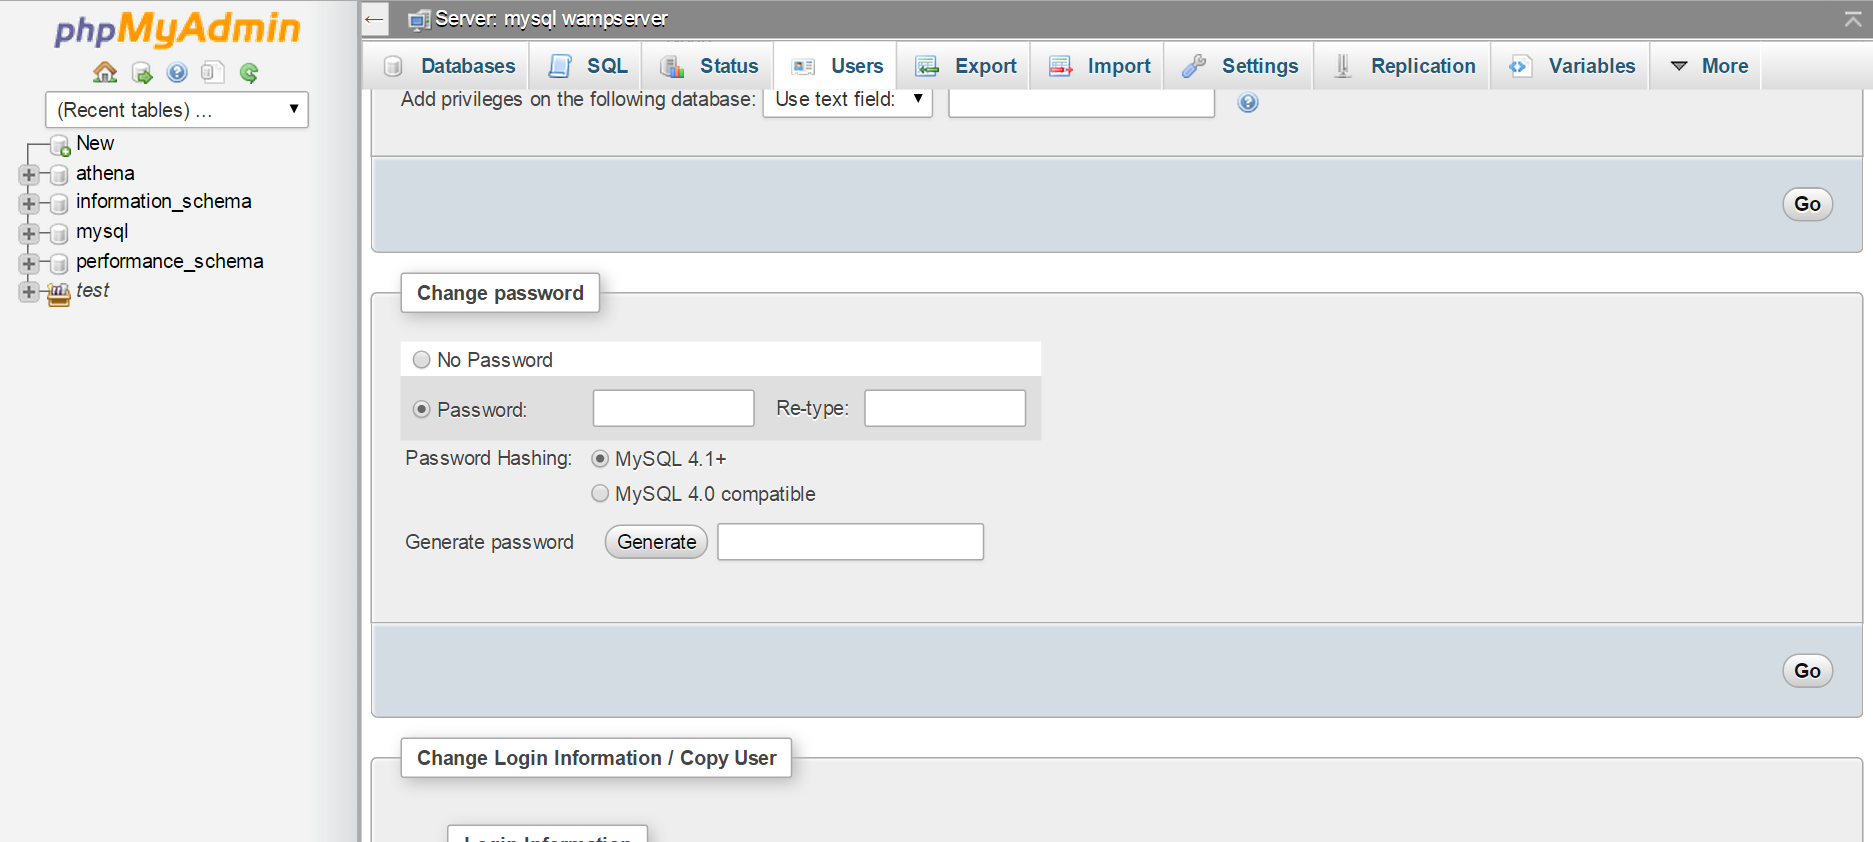 phpMyAdmin
(Recent tables) ...
New
athena
information_schema
mysql
performance_schema
test
Server: mysql wampserver
Databases SQL Status Users Export Import Settings Replication Variables More
Add privileges on the following database: Use text field:
Go
Change password
No Password
Password: Re-type:
Password Hashing: MySQL 4.1+
MySQL 4.0 compatible
Generate password Generate
Go
Change Login Information / Copy User
Login Information